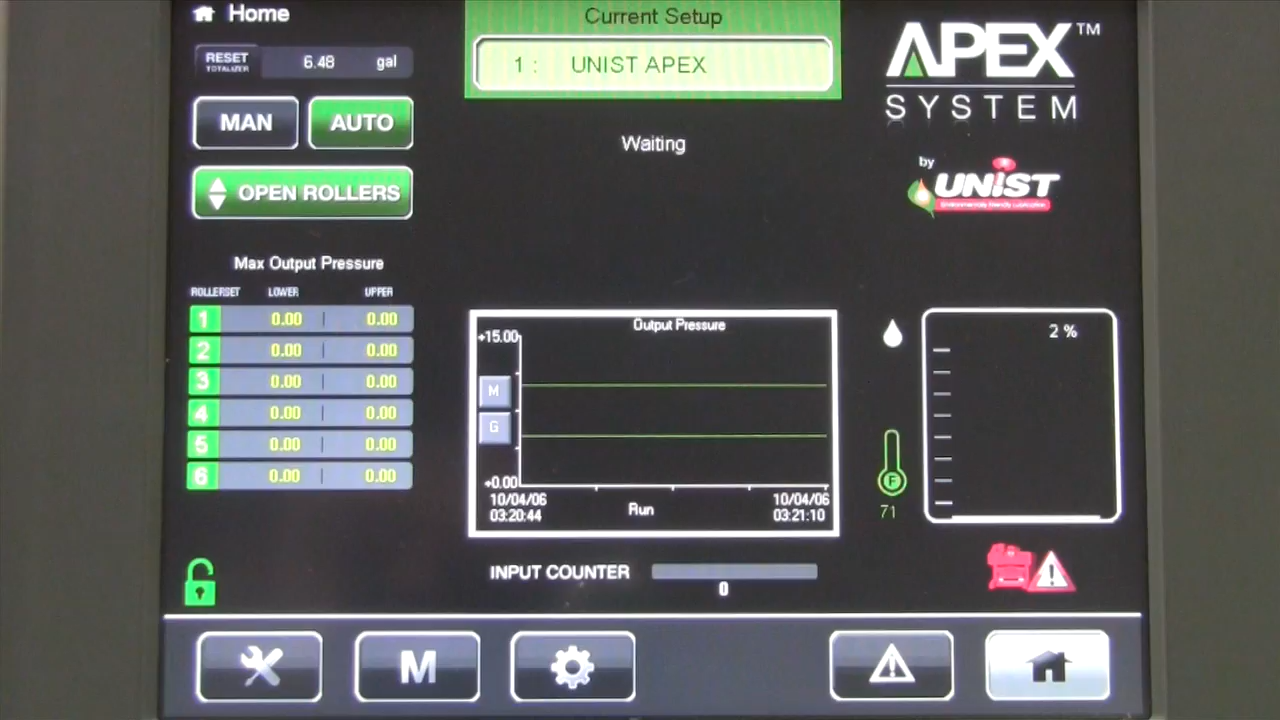 Home
RESET
TOTALIZER
6.48 gal
MAN
AUTO
OPEN ROLLERS
Max Output Pressure
ROLLERSET LOWER UPPER
1 0.00 | 0.00
2 0.00 | 0.00
3 0.00 | 0.00
4 0.00 | 0.00
5 0.00 | 0.00
6 0.00 | 0.00
Current Setup
1 : UNIST APEX
Waiting
Output Pressure
+15.00
M
G
+0.00
10/04/06
03:20:44
Run
10/04/06
03:21:10
INPUT COUNTER
0
APEX™
SYSTEM
by
UNIST
Environmentally Friendly Lubrication
2 %
F
71
M